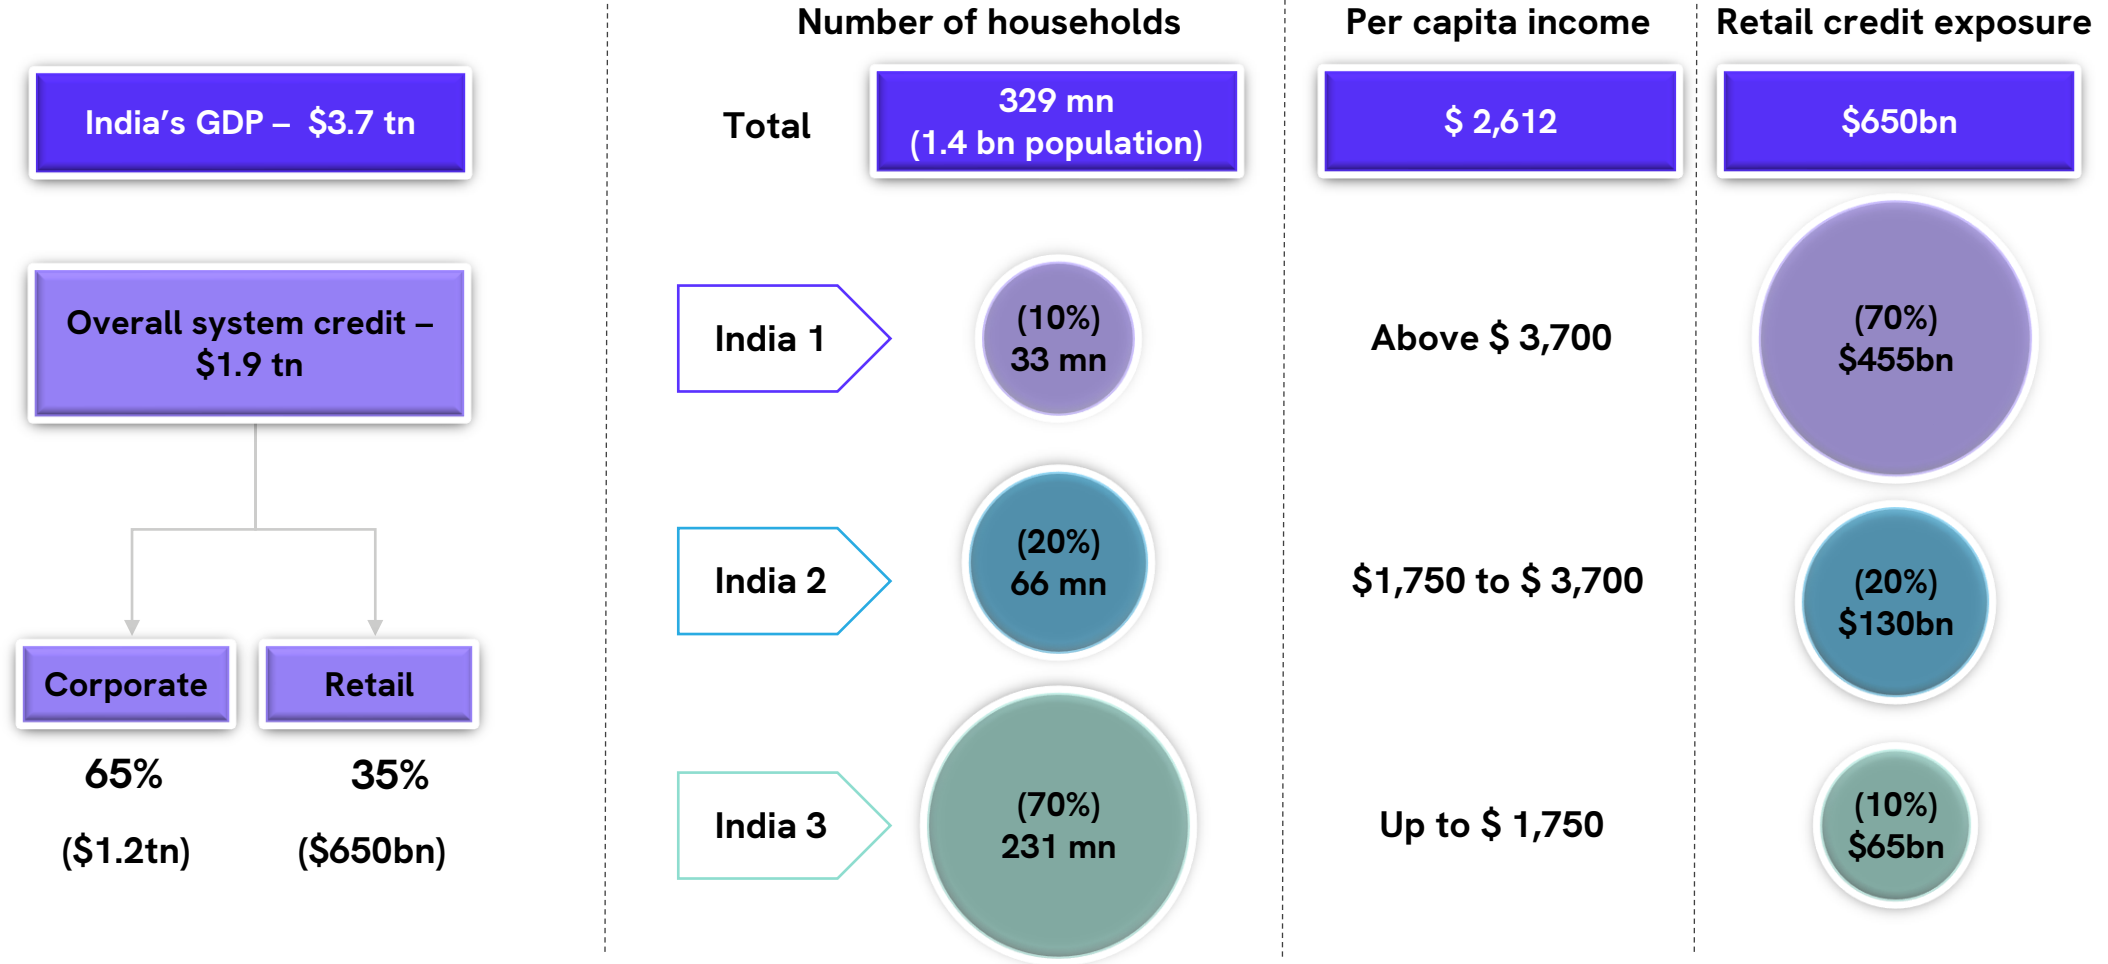 Number of households
Per capita income
Retail credit exposure
India’s GDP – $3.7 tn
Total
329 mn
(1.4 bn population)
$ 2,612
$650bn
Overall system credit –
$1.9 tn
India 1
(10%)
33 mn
Above $ 3,700
(70%)
$455bn
India 2
(20%)
66 mn
$1,750 to $ 3,700
(20%)
$130bn
Corporate
Retail
65%
35%
($1.2tn)
($650bn)
India 3
(70%)
231 mn
Up to $ 1,750
(10%)
$65bn